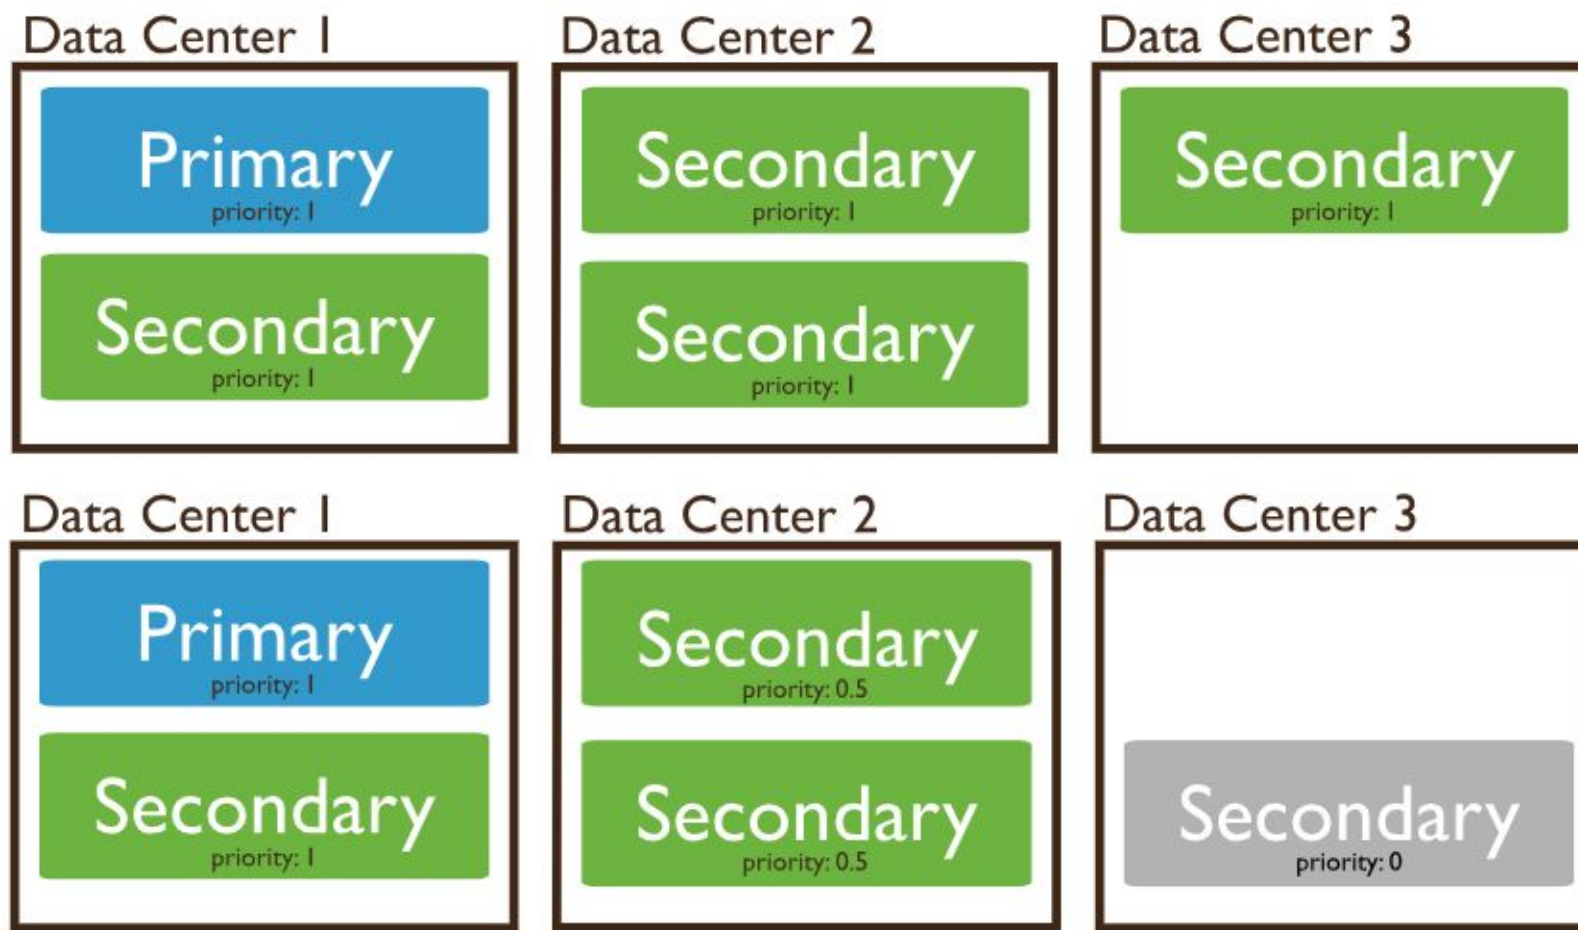 Data Center 1
Data Center 2
Data Center 3
Primary
priority: 1
Secondary
priority: 1
Secondary
priority: 1
Secondary
priority: 1
Secondary
priority: 1
Data Center 1
Data Center 2
Data Center 3
Primary
priority: 1
Secondary
priority: 0.5
Secondary
priority: 1
Secondary
priority: 0.5
Secondary
priority: 0